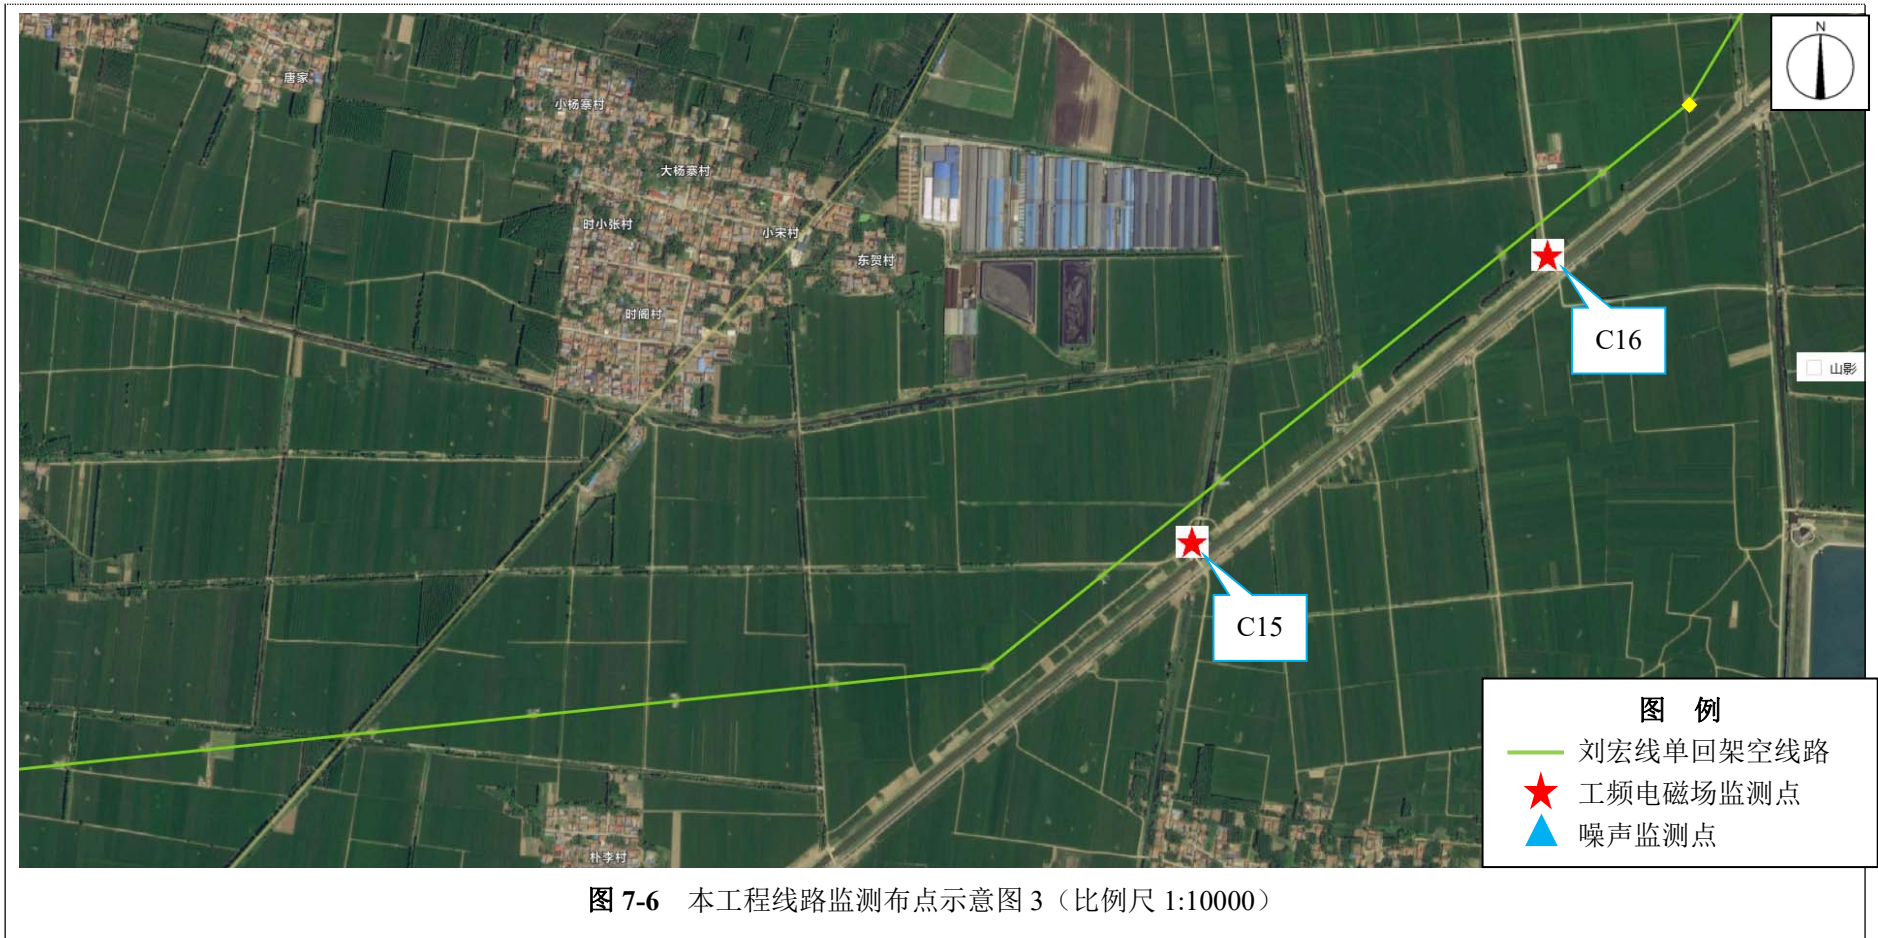 N
唐家
小杨寨村
大杨寨村
时小张村
小宋村
东贺村
时阁村
C16
山影
C15
朴李村
图 例
刘宏线单回架空线路
工频电磁场监测点
噪声监测点
图 7-6 本工程线路监测布点示意图 3（比例尺 1:10000）